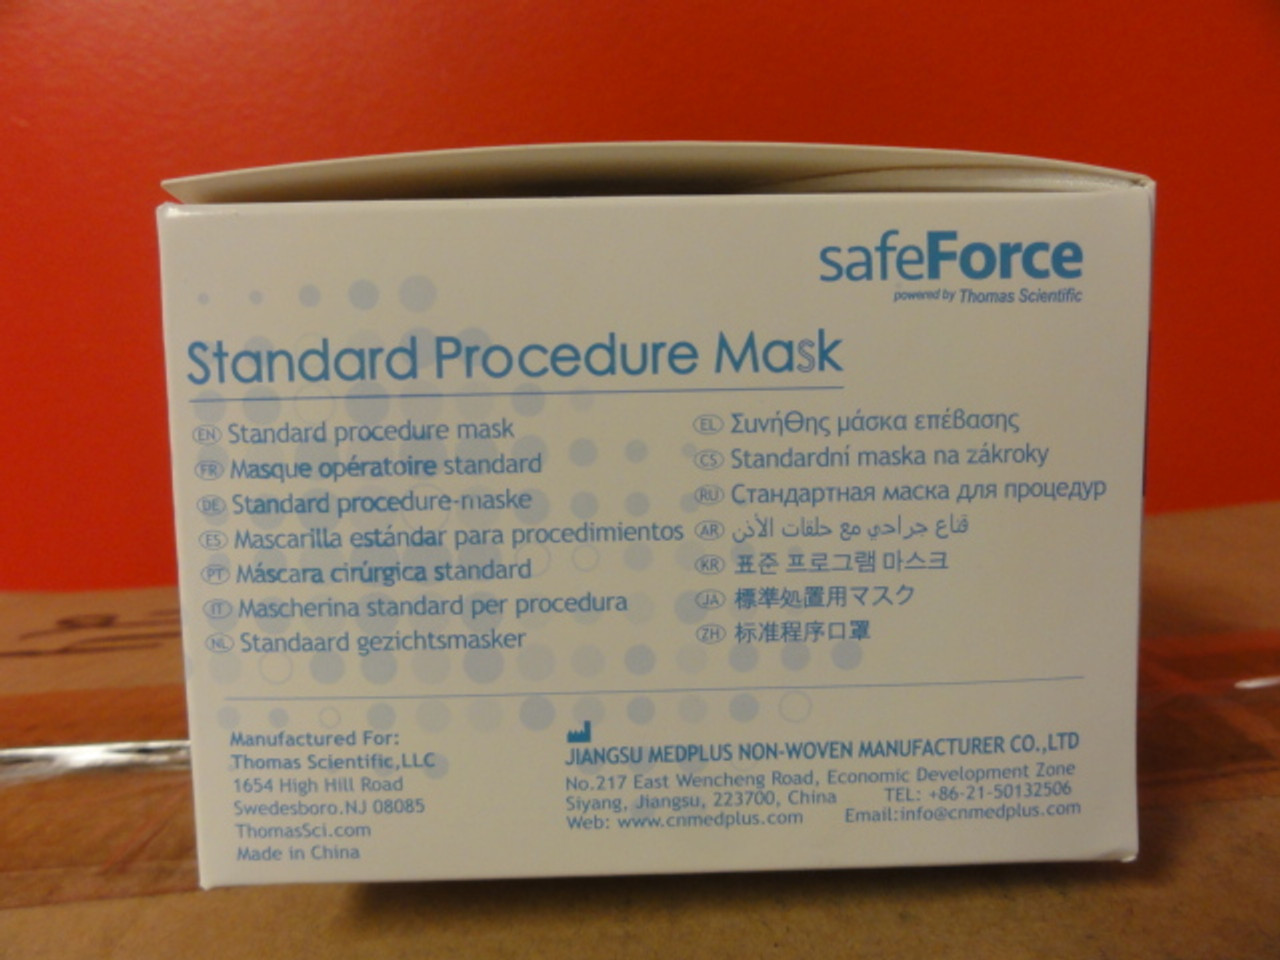 safeForce
powered by Thomas Scientific
Standard Procedure Mask
EN Standard procedure mask
FR Masque opératoire standard
DE Standard procedure-maske
ES Mascarilla estándar para procedimientos
PT Máscara cirúrgica standard
IT Mascherina standard per procedura
NL Standaard gezichtsmasker
EL Συνήθης μάσκα επέβασης
CS Standardní maska na zákroky
RU Стандартная маска для процедур
AR قناع جراحي مع حلقات الأذن
KR 표준 프로그램 마스크
JA 標準処置用マスク
ZH 标准程序口罩
Manufactured For:
Thomas Scientific,LLC
1654 High Hill Road
Swedesboro.NJ 08085
ThomasSci.com
Made in China
JIANGSU MEDPLUS NON-WOVEN MANUFACTURER CO.,LTD
No.217 East Wencheng Road, Economic Development Zone
Siyang, Jiangsu, 223700, China TEL: +86-21-50132506
Web: www.cnmedplus.com Email:info@cnmedplus.com